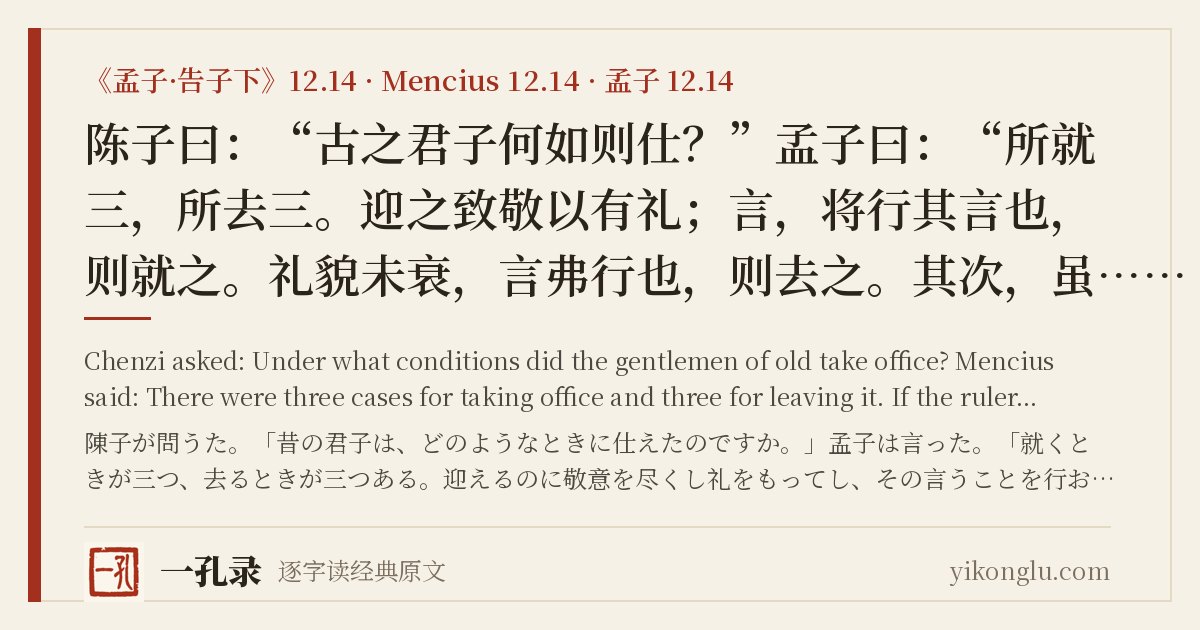 《孟子·告子下》12.14 · Mencius 12.14 · 孟子 12.14
陈子曰：“古之君子何如则仕？”孟子曰：“所就
三，所去三。迎之致敬以有礼；言，将行其言也，
则就之。礼貌未衰，言弗行也，则去之。其次，虽……
Chenzi asked: Under what conditions did the gentlemen of old take office? Mencius
said: There were three cases for taking office and three for leaving it. If the ruler...
陳子が問うた。「昔の君子は、どのようなときに仕えたのですか。」孟子は言った。「就くと
きが三つ、去るときが三つある。迎えるのに敬意を尽くし礼をもってし、その言うことを行お…
一孔
一孔录 逐字读经典原文 yikonglu.com